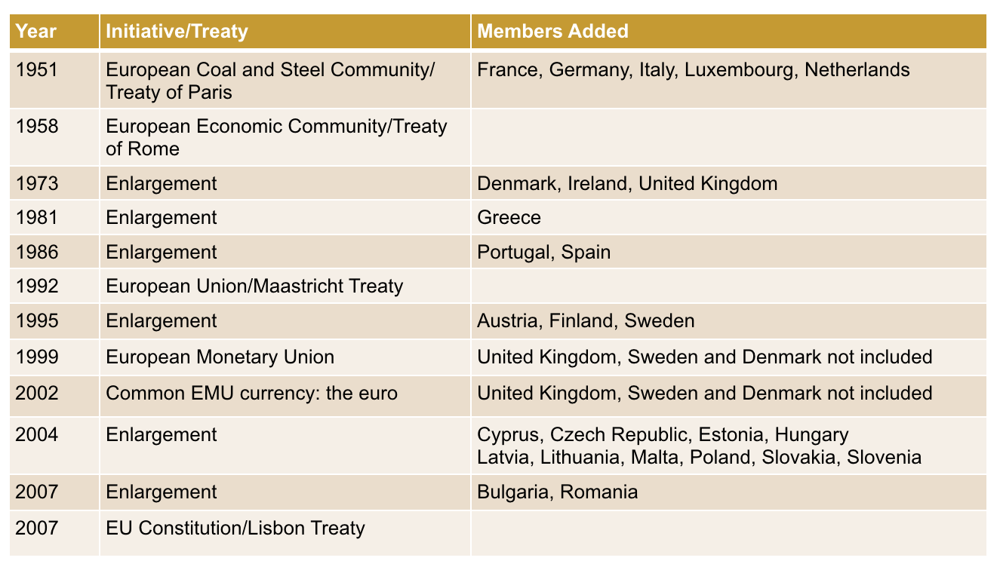 Year Initiative/Treaty Members Added
1951 European Coal and Steel Community/ France, Germany, Italy, Luxembourg, Netherlands
Treaty of Paris
1958 European Economic Community/Treaty
of Rome
1973 Enlargement Denmark, Ireland, United Kingdom
1981 Enlargement Greece
1986 Enlargement Portugal, Spain
1992 European Union/Maastricht Treaty
1995 Enlargement Austria, Finland, Sweden
1999 European Monetary Union United Kingdom, Sweden and Denmark not included
2002 Common EMU currency: the euro United Kingdom, Sweden and Denmark not included
2004 Enlargement Cyprus, Czech Republic, Estonia, Hungary
Latvia, Lithuania, Malta, Poland, Slovakia, Slovenia
2007 Enlargement Bulgaria, Romania
2007 EU Constitution/Lisbon Treaty